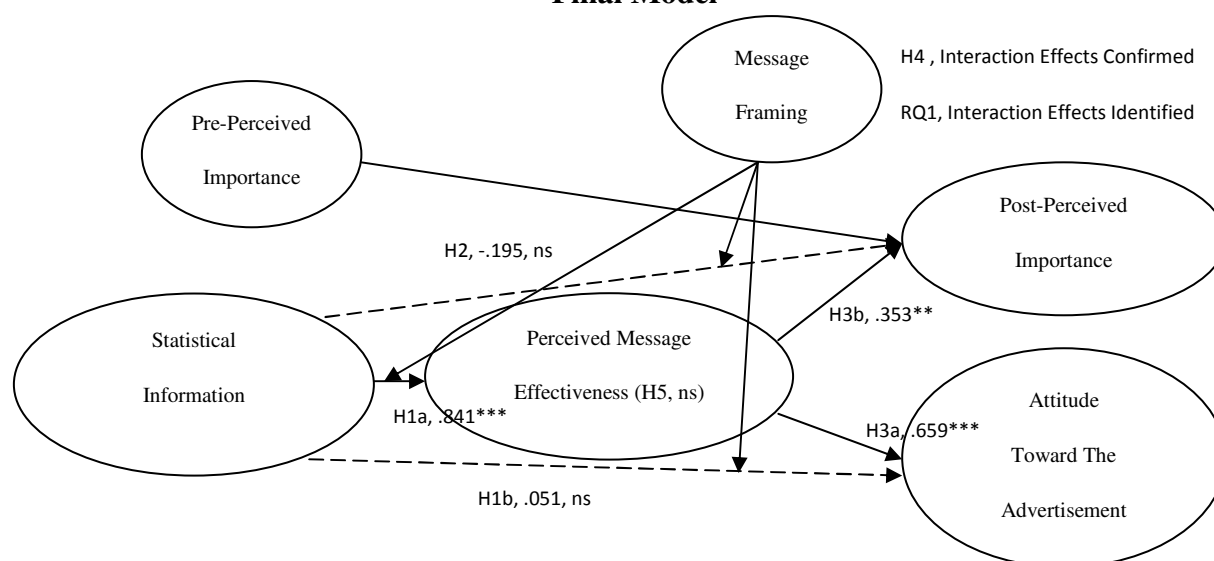 Final Model
Message
Framing
H4 , Interaction Effects Confirmed
RQ1, Interaction Effects Identified
Pre-Perceived
Importance
Post-Perceived
Importance
H2, -.195, ns
H3b, .353**
Statistical
Information
Perceived Message
Effectiveness (H5, ns)
H1a, .841***
H3a, .659***
Attitude
Toward The
Advertisement
H1b, .051, ns